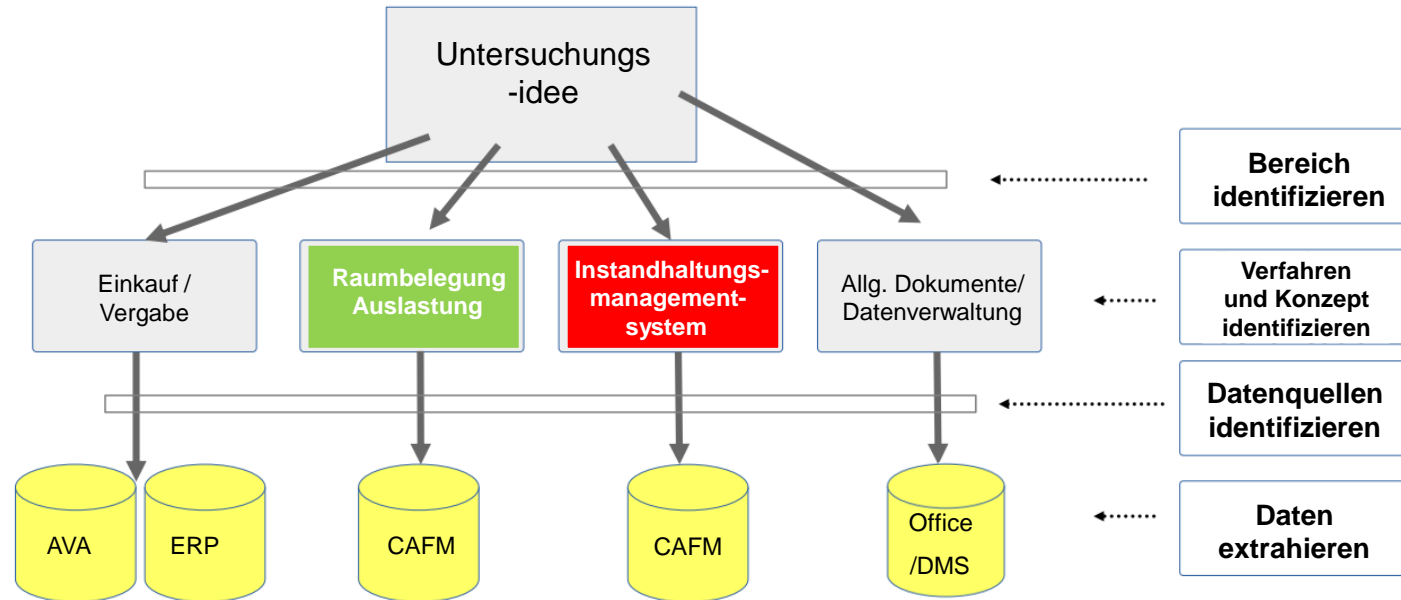 Untersuchungs
-idee
Bereich
identifizieren
Einkauf /
Vergabe
Raumbelegung
Auslastung
Instandhaltungs-
management-
system
Allg. Dokumente/
Datenverwaltung
Verfahren
und Konzept
identifizieren
Datenquellen
identifizieren
AVA
ERP
CAFM
CAFM
Office
/DMS
Daten
extrahieren